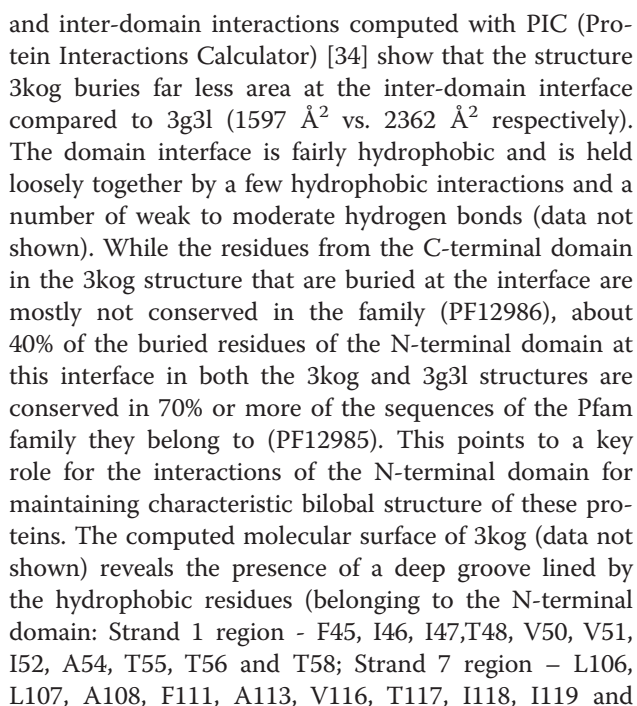 and inter-domain interactions computed with PIC (Pro-
tein Interactions Calculator) [34] show that the structure
3kog buries far less area at the inter-domain interface
compared to 3g3l (1597 Å² vs. 2362 Å² respectively).
The domain interface is fairly hydrophobic and is held
loosely together by a few hydrophobic interactions and a
number of weak to moderate hydrogen bonds (data not
shown). While the residues from the C-terminal domain
in the 3kog structure that are buried at the interface are
mostly not conserved in the family (PF12986), about
40% of the buried residues of the N-terminal domain at
this interface in both the 3kog and 3g3l structures are
conserved in 70% or more of the sequences of the Pfam
family they belong to (PF12985). This points to a key
role for the interactions of the N-terminal domain for
maintaining characteristic bilobal structure of these pro-
teins. The computed molecular surface of 3kog (data not
shown) reveals the presence of a deep groove lined by
the hydrophobic residues (belonging to the N-terminal
domain: Strand 1 region - F45, I46, I47,T48, V50, V51,
I52, A54, T55, T56 and T58; Strand 7 region – L106,
L107, A108, F111, A113, V116, T117, I118, I119 and